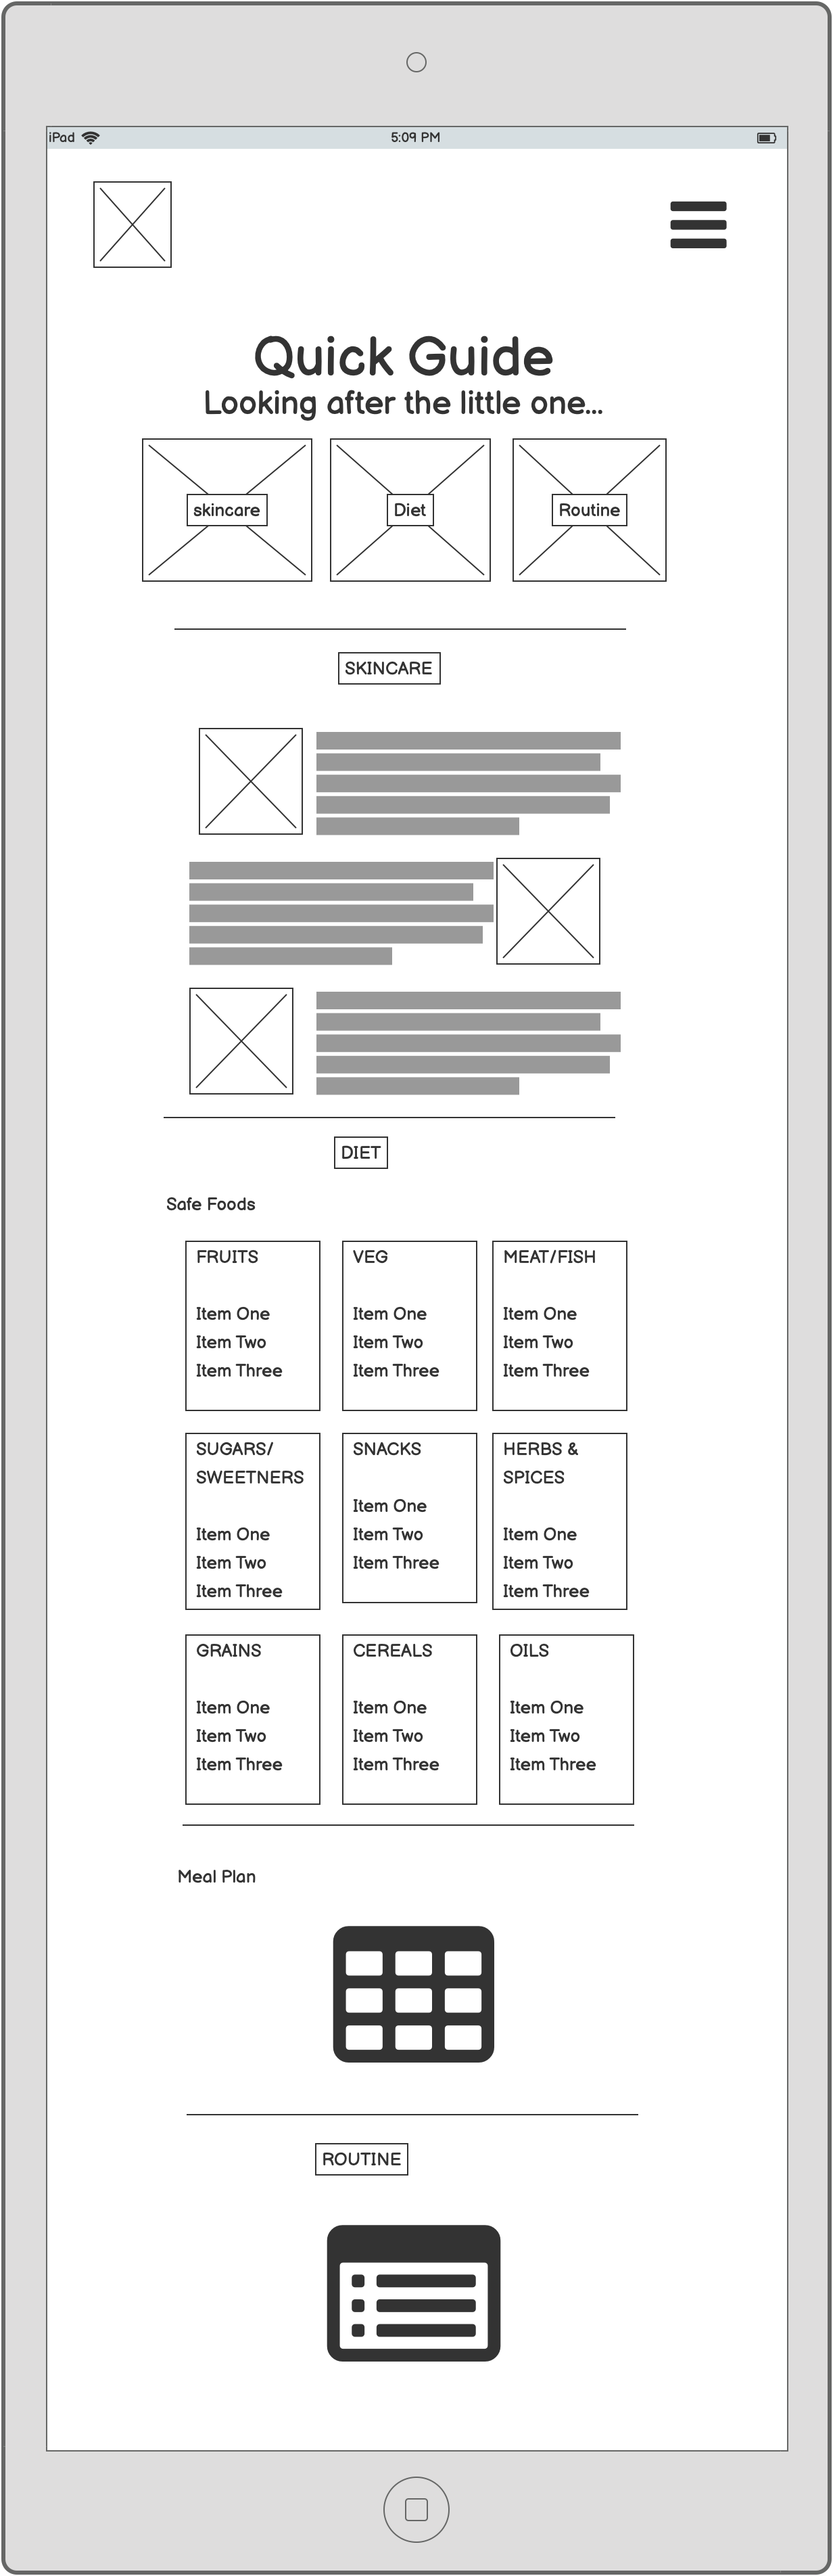 iPad 5:09 PM
Quick Guide
Looking after the little one...
skincare Diet Routine
SKINCARE
DIET
Safe Foods
FRUITS
Item One
Item Two
Item Three
VEG
Item One
Item Two
Item Three
MEAT/FISH
Item One
Item Two
Item Three
SUGARS/
SWEETNERS
Item One
Item Two
Item Three
SNACKS
Item One
Item Two
Item Three
HERBS &
SPICES
Item One
Item Two
Item Three
GRAINS
Item One
Item Two
Item Three
CEREALS
Item One
Item Two
Item Three
OILS
Item One
Item Two
Item Three
Meal Plan
ROUTINE